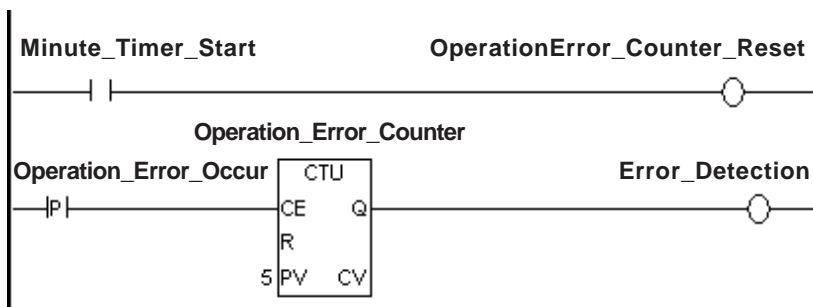 Minute_Timer_Start OperationError_Counter_Reset
Operation_Error_Counter
Operation_Error_Occur CTU Error_Detection
P CE Q
R
5 PV CV